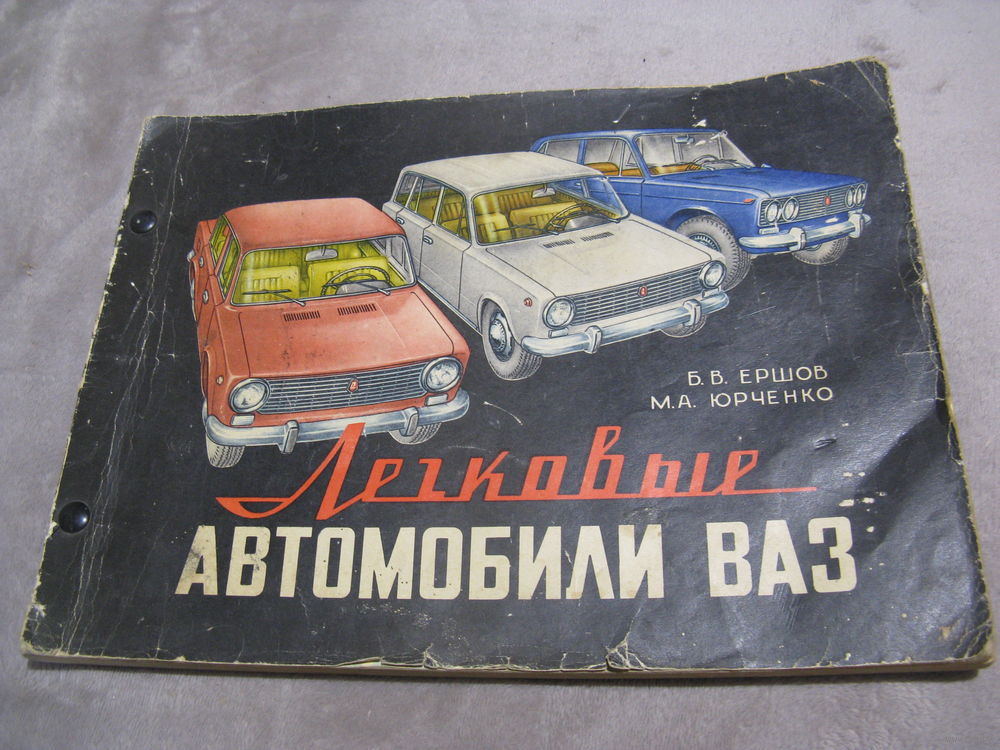 Б. В. ЕРШОВ
М.А. ЮРЧЕНКО
Легковые
АВТОМОБИЛИ ВАЗ